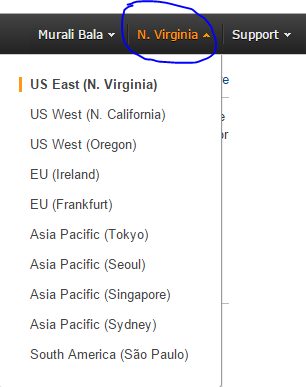 Murali Bala N. Virginia Support
US East (N. Virginia)
US West (N. California)
US West (Oregon)
EU (Ireland)
EU (Frankfurt)
Asia Pacific (Tokyo)
Asia Pacific (Seoul)
Asia Pacific (Singapore)
Asia Pacific (Sydney)
South America (São Paulo)